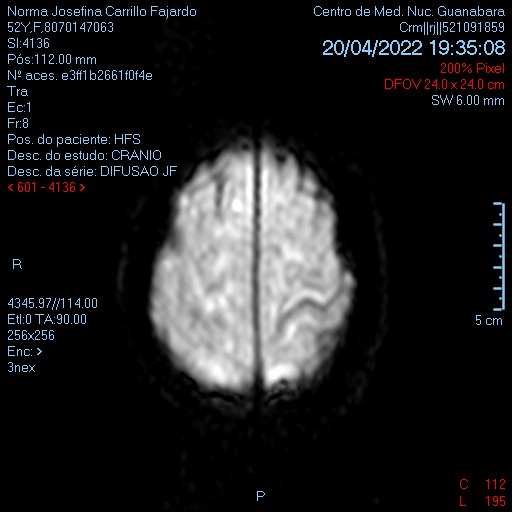 Norma Josefina Carrillo Fajardo
52Y,F,8070147063
Sl:4136
Pós:112.00 mm
Nº aces. e3ff1b2661f0f4e
Tra
Ec:1
Fr:8
Pos. do paciente: HFS
Desc. do estudo: CRANIO
Desc. da série: DIFUSAO JF
< 601 - 4136 >
Centro de Med. Nuc. Guanabara
Crm||rj||521091859
20/04/2022 19:35:08
200% Pixel
DFOV 24.0 x 24.0 cm
SW 6.00 mm
R
4345.97//114.00
Etl:0 TA:90.00
256x256
Enc: >
3nex
5 cm
P
C 112
L 195